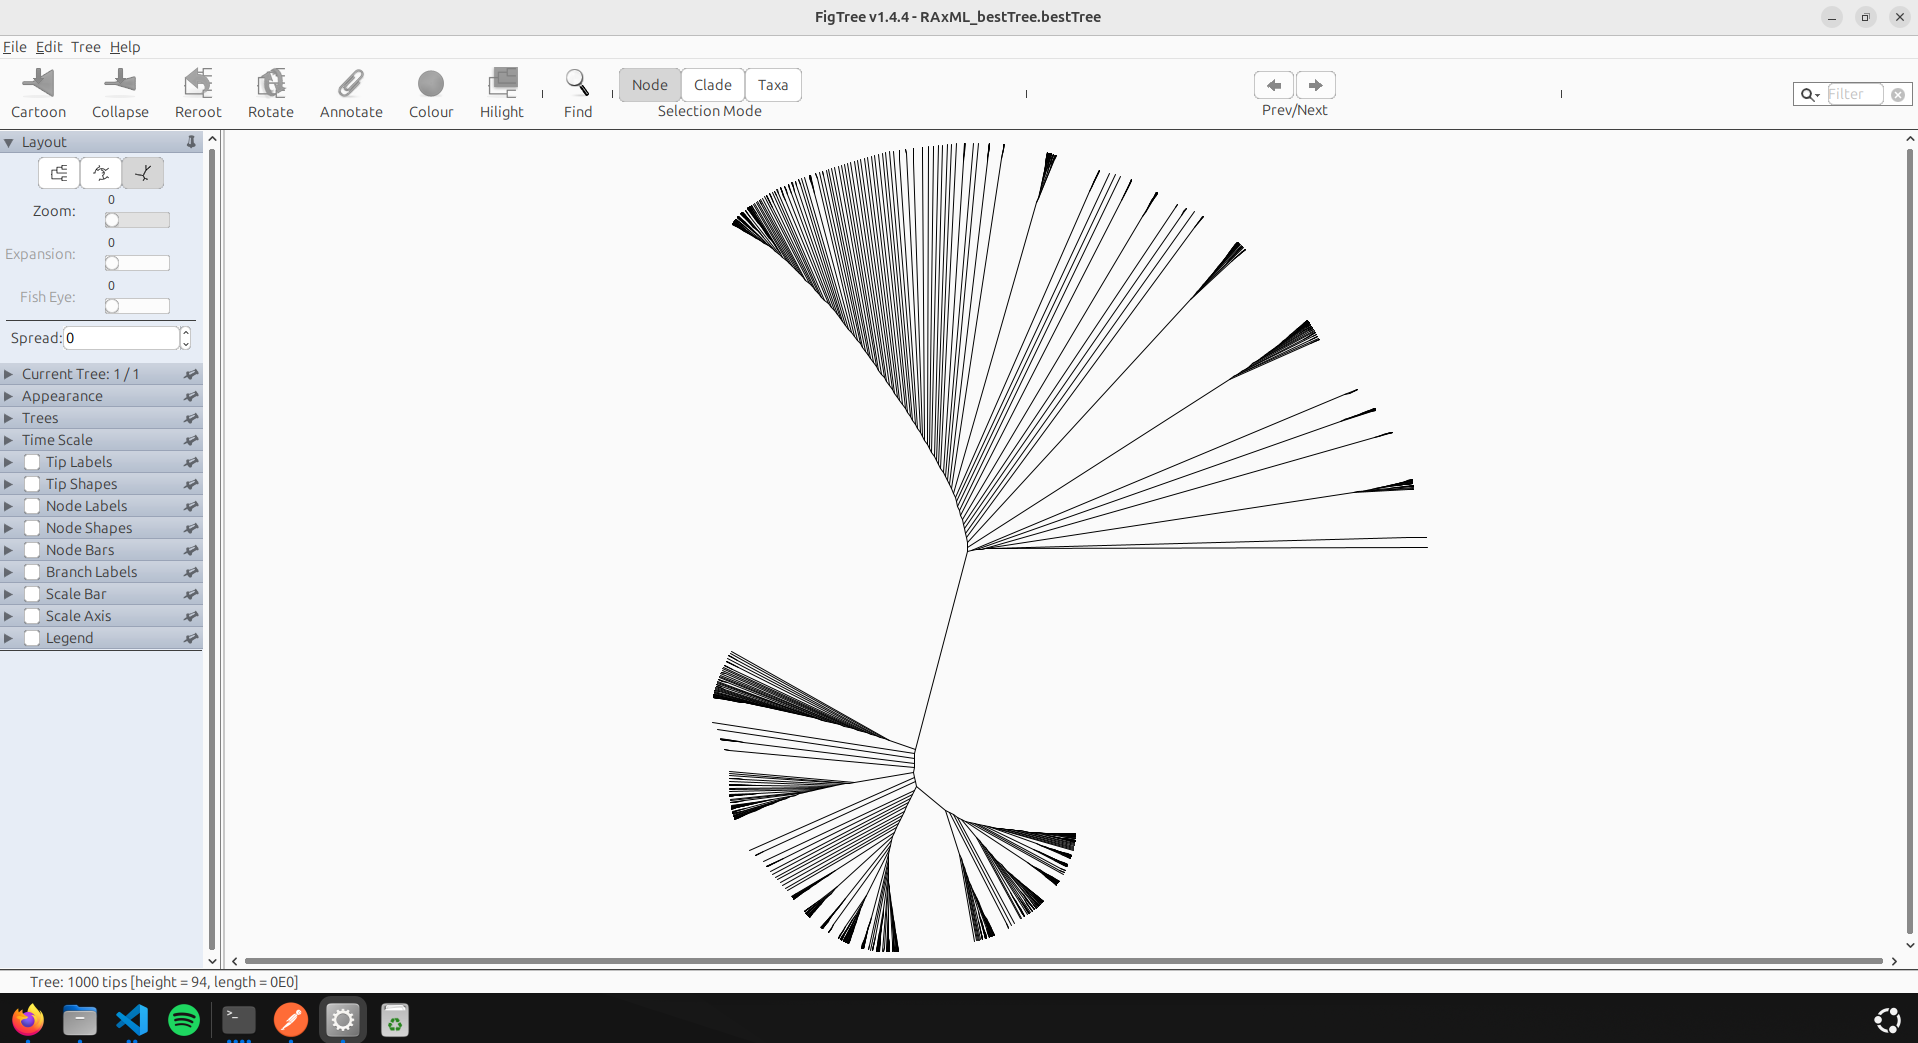 FigTree v1.4.4 - RAxML_bestTree.bestTree
File Edit Tree Help
Cartoon Collapse Reroot Rotate Annotate Colour Hilight Find Node Clade Taxa
Selection Mode
Prev/Next
Filter
Layout
0
Zoom:
0
Expansion:
0
Fish Eye:
Spread: 0
Current Tree: 1 / 1
Appearance
Trees
Time Scale
Tip Labels
Tip Shapes
Node Labels
Node Shapes
Node Bars
Branch Labels
Scale Bar
Scale Axis
Legend
Tree: 1000 tips [height = 94, length = 0E0]